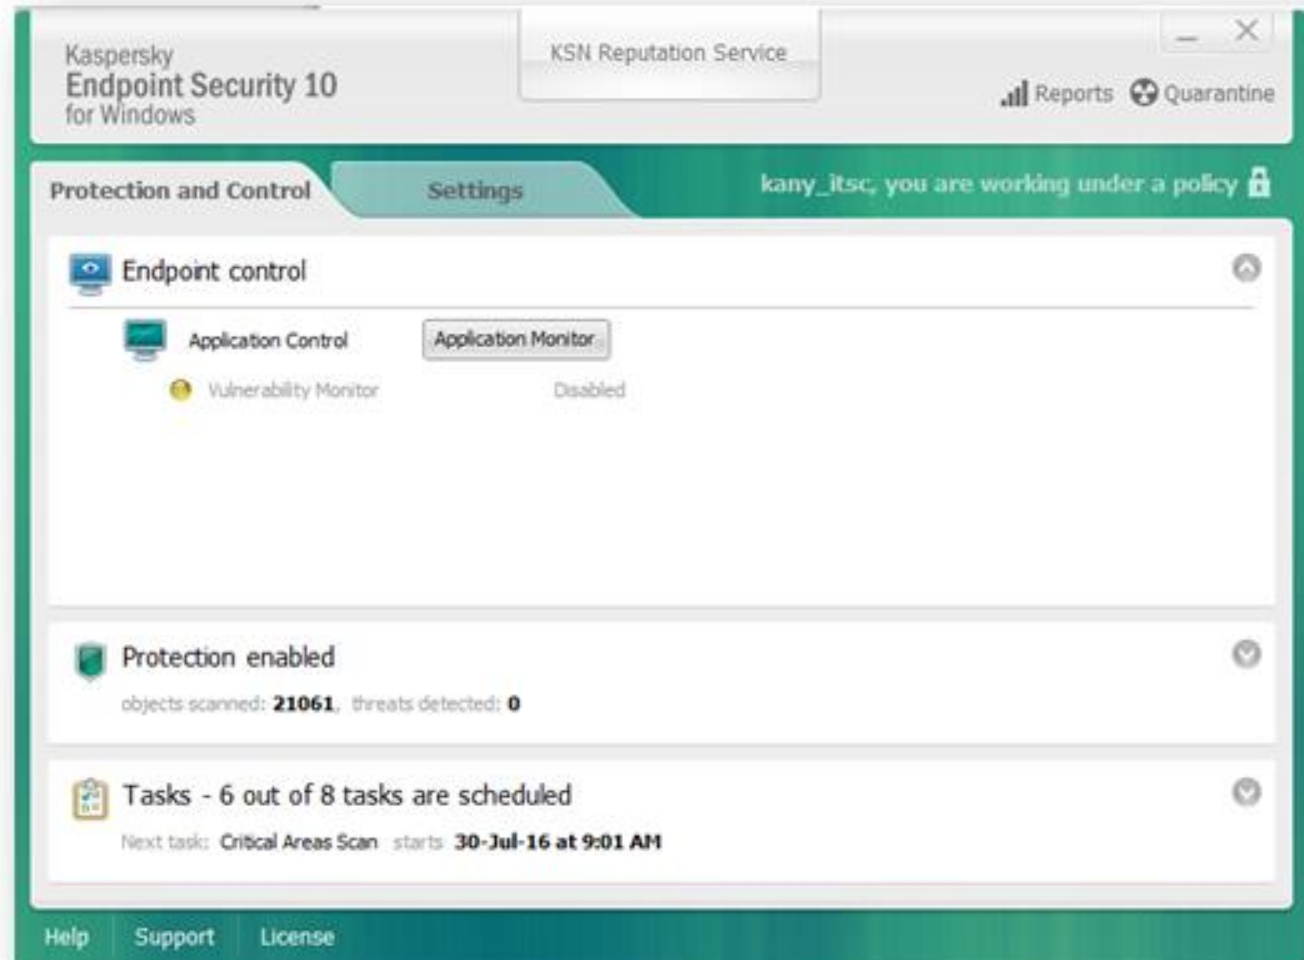 Kaspersky
Endpoint Security 10
for Windows
KSN Reputation Service
Reports Quarantine
Protection and Control
Settings
kany_itsc, you are working under a policy
Endpoint control
Application Control Application Monitor
Vulnerability Monitor Disabled
Protection enabled
objects scanned: 21061, threats detected: 0
Tasks - 6 out of 8 tasks are scheduled
Next task: Critical Areas Scan starts 30-Jul-16 at 9:01 AM
Help Support License